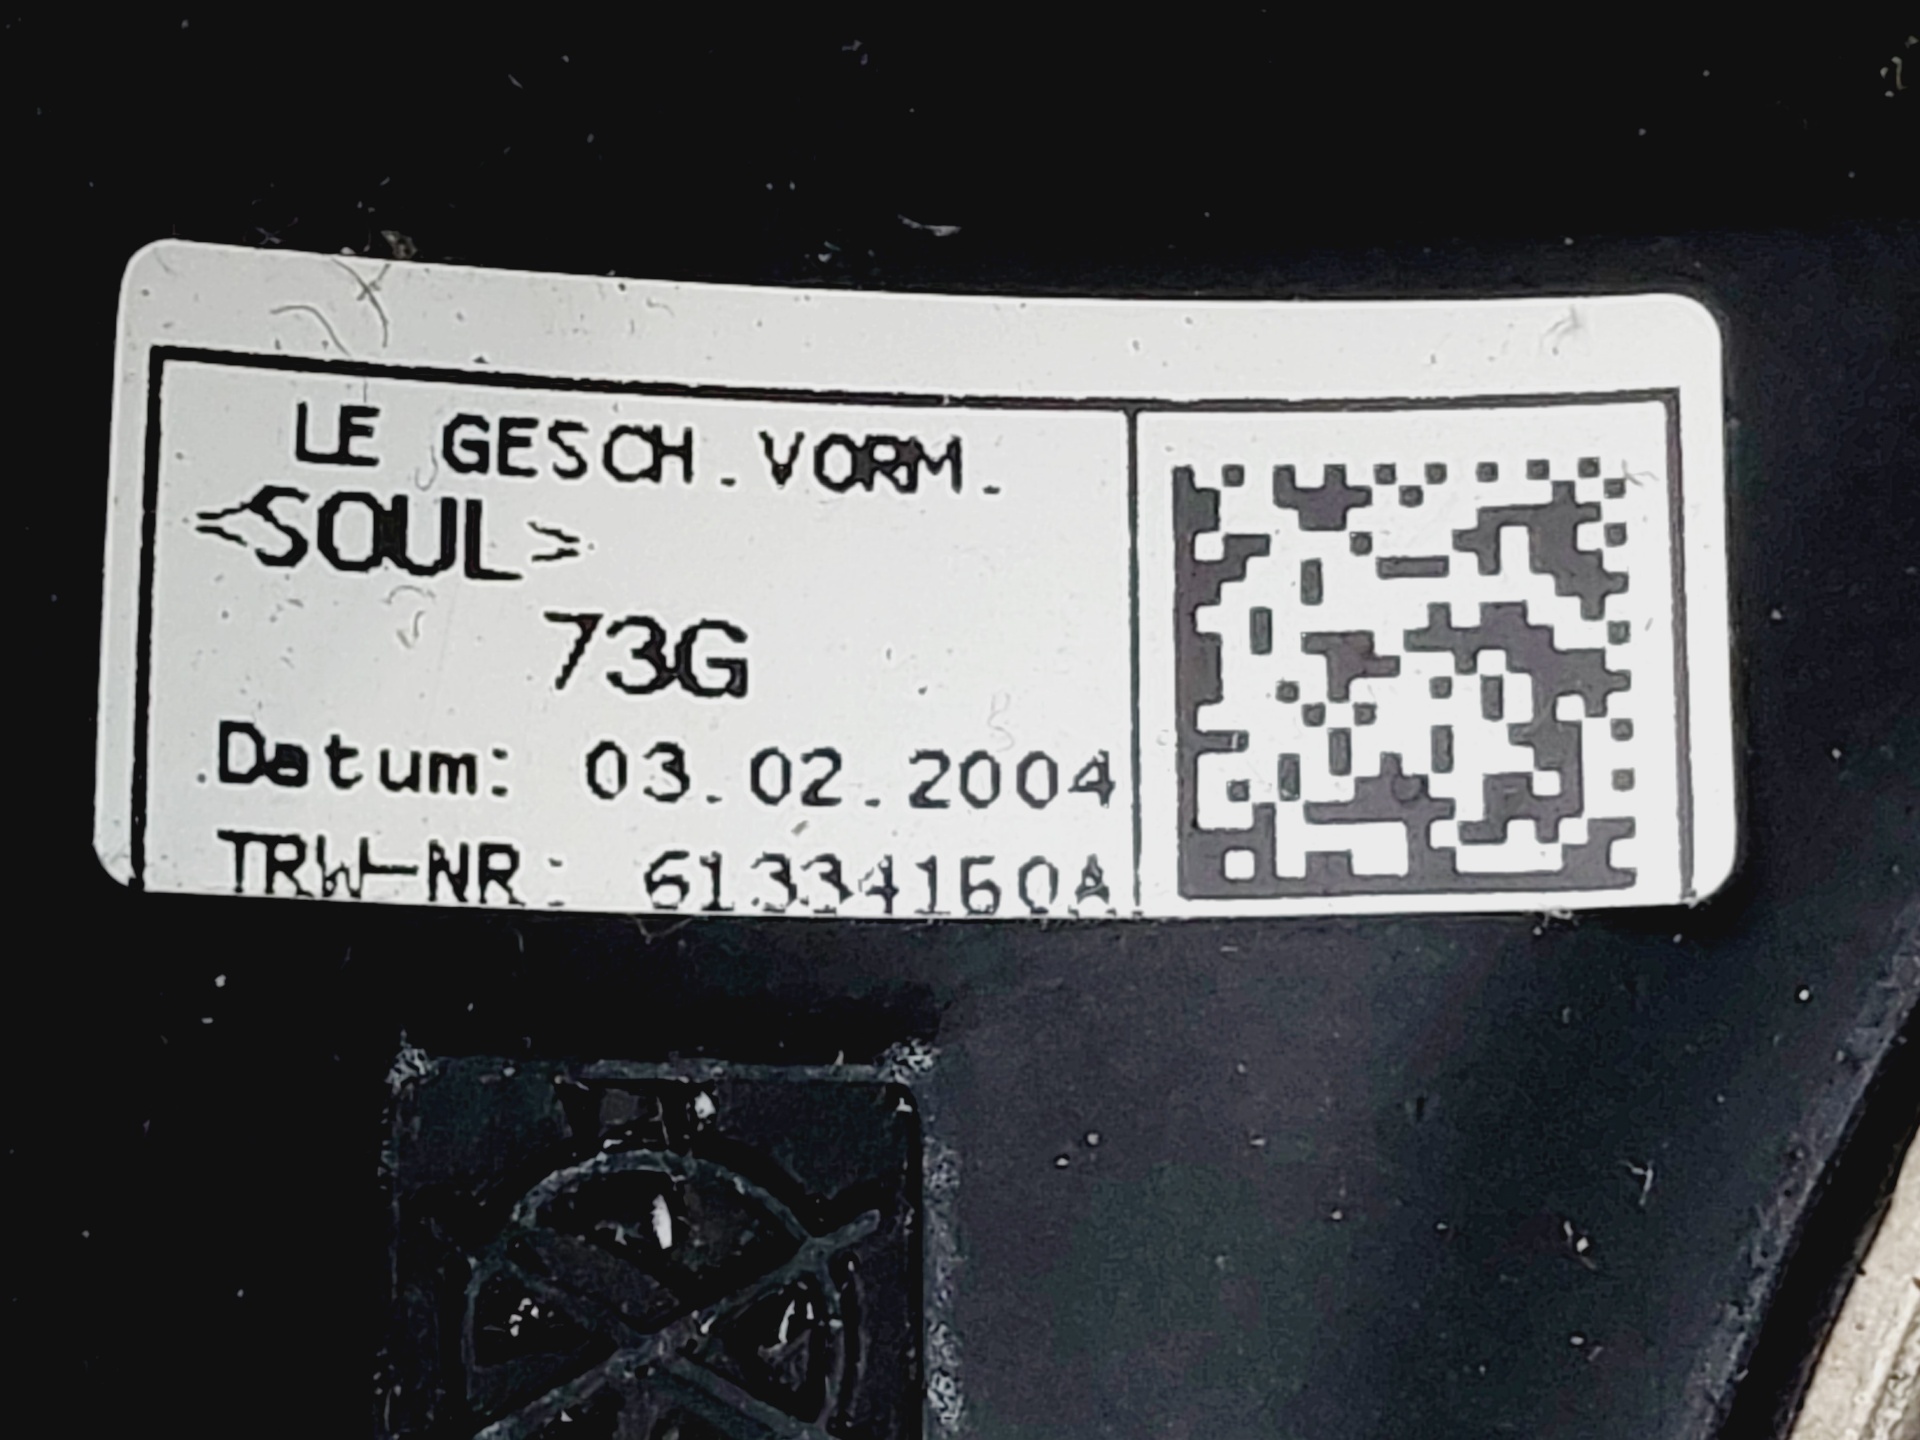 LE GESCH.VORM.
<SOUL>
73G
Datum: 03.02.2004
TRW-NR: 61334160A